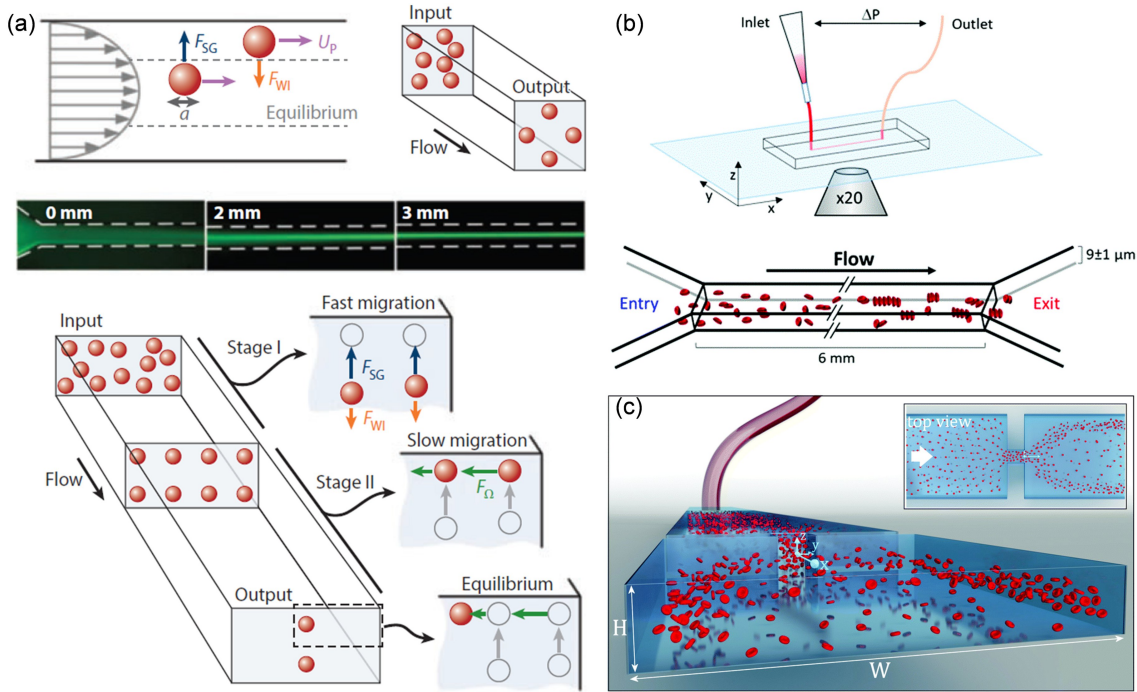 (a)
F_SG
U_P
F_WI
a
Equilibrium
Input
Output
Flow
0 mm
2 mm
3 mm
Input
Stage I
Fast migration
F_SG
F_WI
Flow
Stage II
Slow migration
F_Ω
Output
Equilibrium
(b)
Inlet
ΔP
Outlet
z
y
x
x20
Flow
9±1 μm
Entry
Exit
6 mm
(c)
top view
z
y
x
H
W